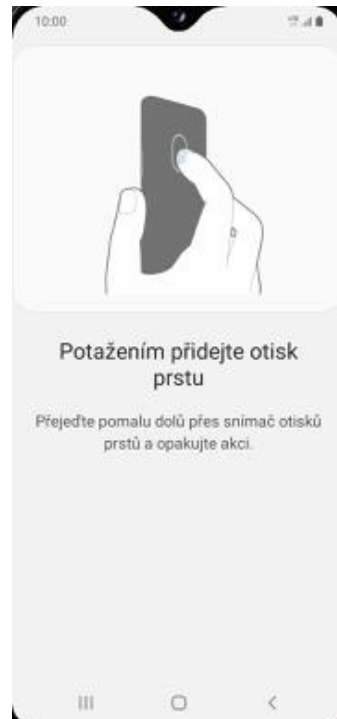 10:00
Potažením přidejte otisk
prstu
Přejeďte pomalu dolů přes snímač otisků
prstů a opakujte akci.